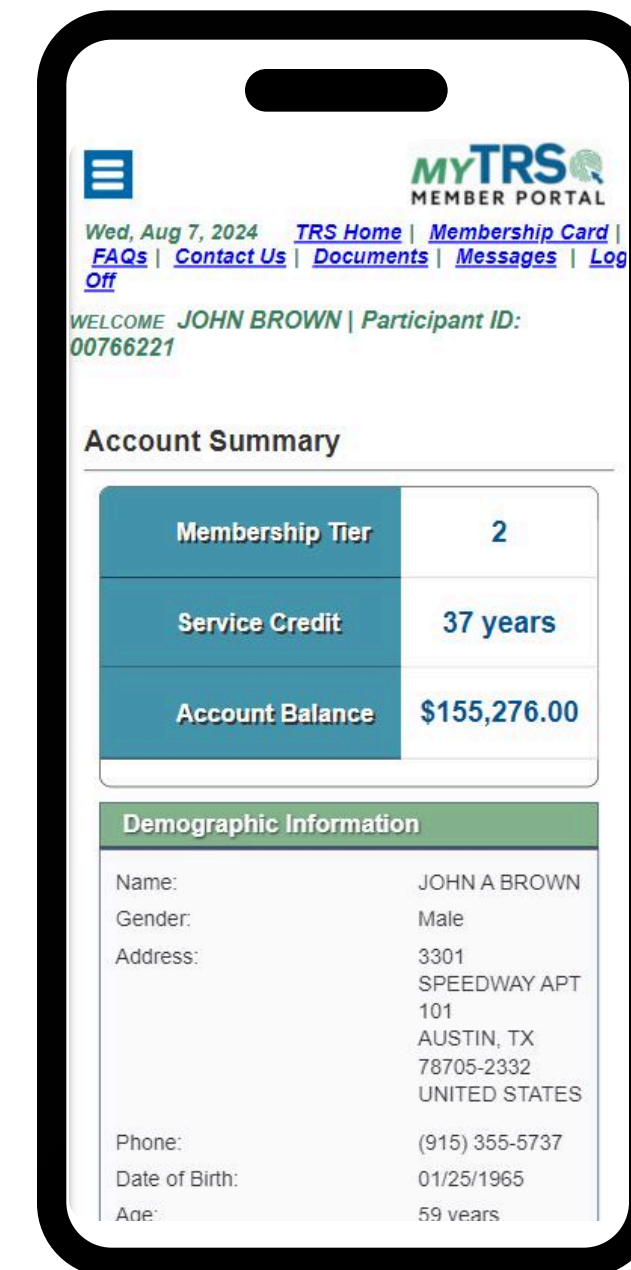 MYTRS
MEMBER PORTAL
Wed, Aug 7, 2024 TRS Home | Membership Card |
FAQs | Contact Us | Documents | Messages | Log
Off
WELCOME JOHN BROWN | Participant ID:
00766221
Account Summary
Membership Tier 2
Service Credit 37 years
Account Balance $155,276.00
Demographic Information
Name: JOHN A BROWN
Gender: Male
Address: 3301
SPEEDWAY APT
101
AUSTIN, TX
78705-2332
UNITED STATES
Phone: (915) 355-5737
Date of Birth: 01/25/1965
Age: 59 years